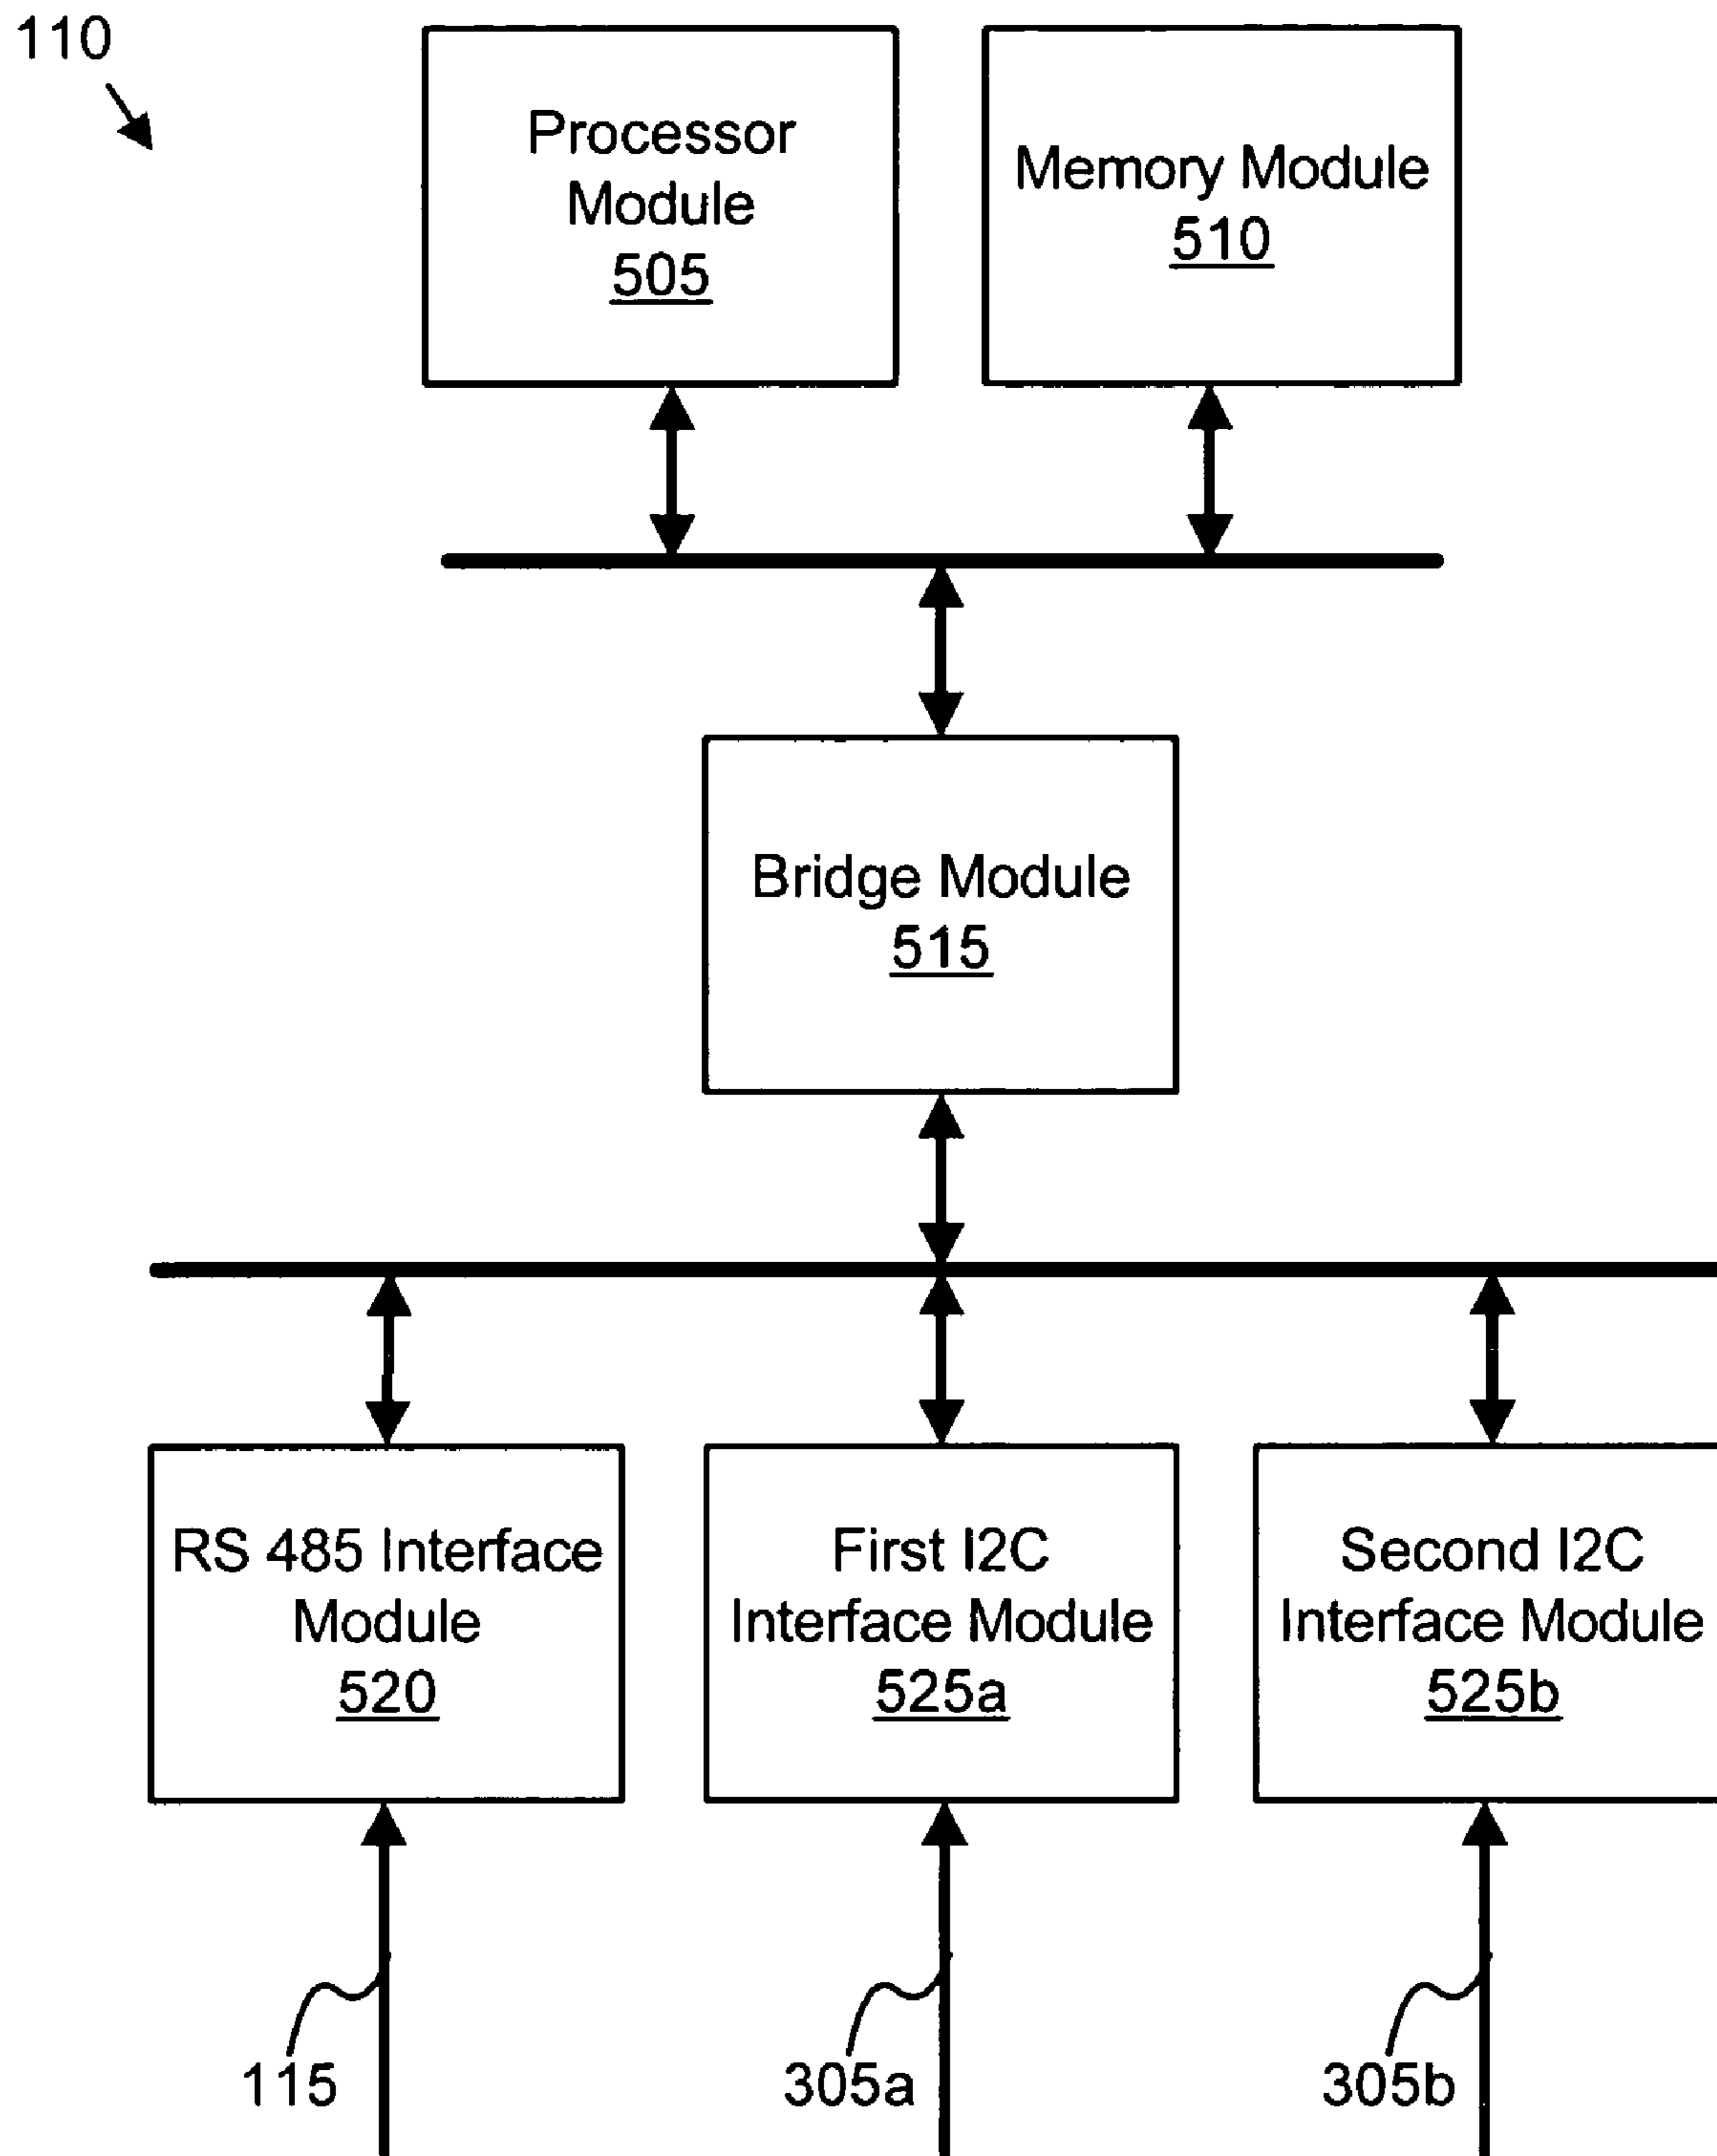 110
Processor
Module
505
Memory Module
510
Bridge Module
515
RS 485 Interface
Module
520
First I2C
Interface Module
525a
Second I2C
Interface Module
525b
115
305a
305b